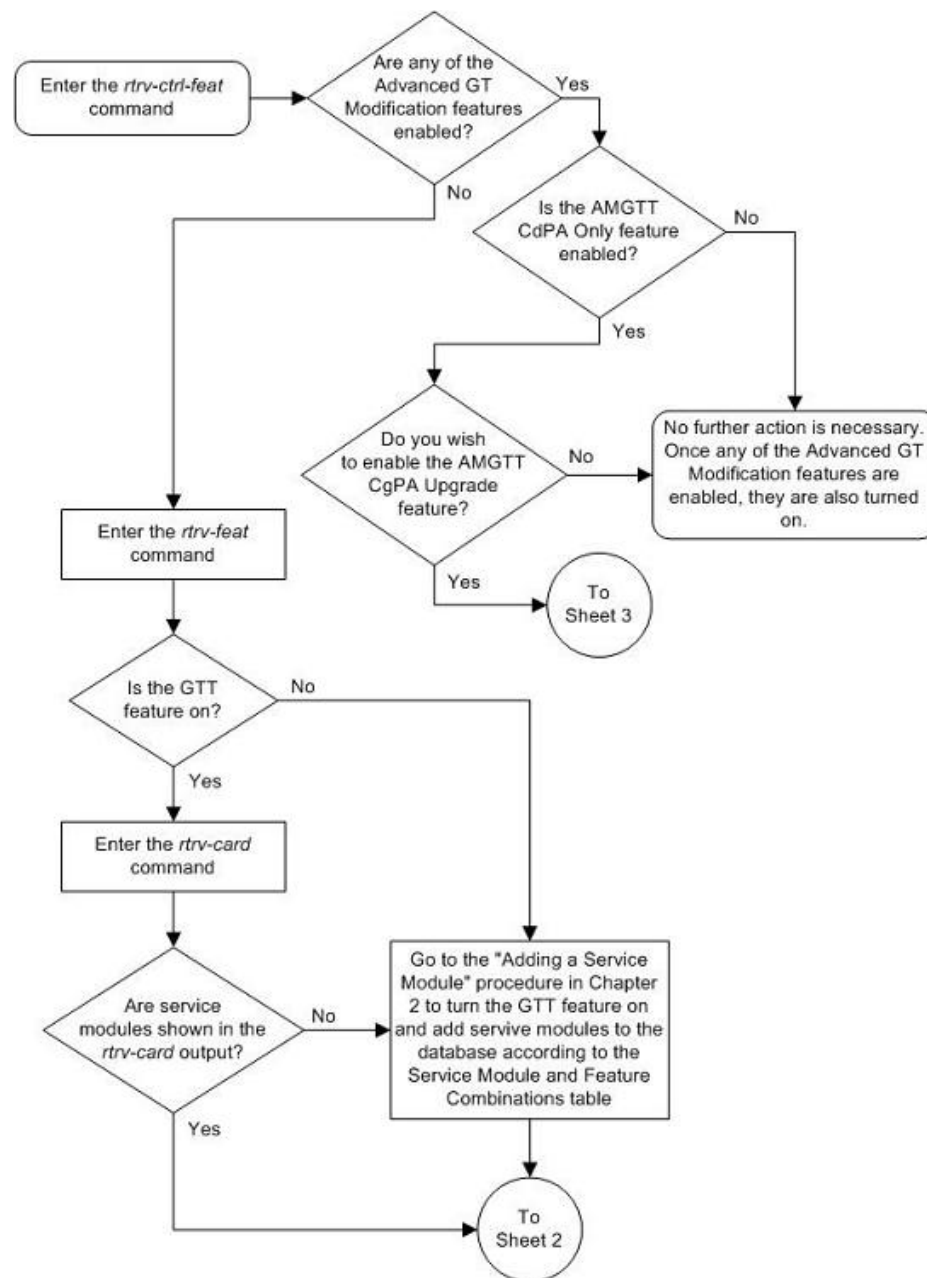 Enter the rtrv-ctrl-feat
command
Are any of the
Advanced GT
Modification features
enabled?
Yes
No
Is the AMGTT
CdPA Only feature
enabled?
No
Yes
Do you wish
to enable the AMGTT
CgPA Upgrade
feature?
No
Yes
No further action is necessary.
Once any of the Advanced GT
Modification features are
enabled, they are also turned
on.
To
Sheet 3
Enter the rtrv-feat
command
Is the GTT
feature on?
No
Yes
Enter the rtrv-card
command
Are service
modules shown in the
rtrv-card output?
No
Yes
Go to the "Adding a Service
Module" procedure in Chapter
2 to turn the GTT feature on
and add servive modules to the
database according to the
Service Module and Feature
Combinations table
To
Sheet 2